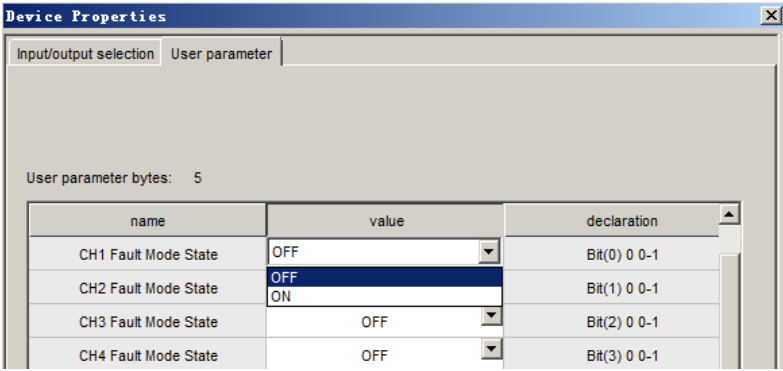 Device Properties
Input/output selection User parameter
User parameter bytes: 5
name value declaration
CH1 Fault Mode State OFF Bit(0) 0 0-1
OFF
CH2 Fault Mode State Bit(1) 0 0-1
ON
CH3 Fault Mode State OFF Bit(2) 0 0-1
CH4 Fault Mode State OFF Bit(3) 0 0-1